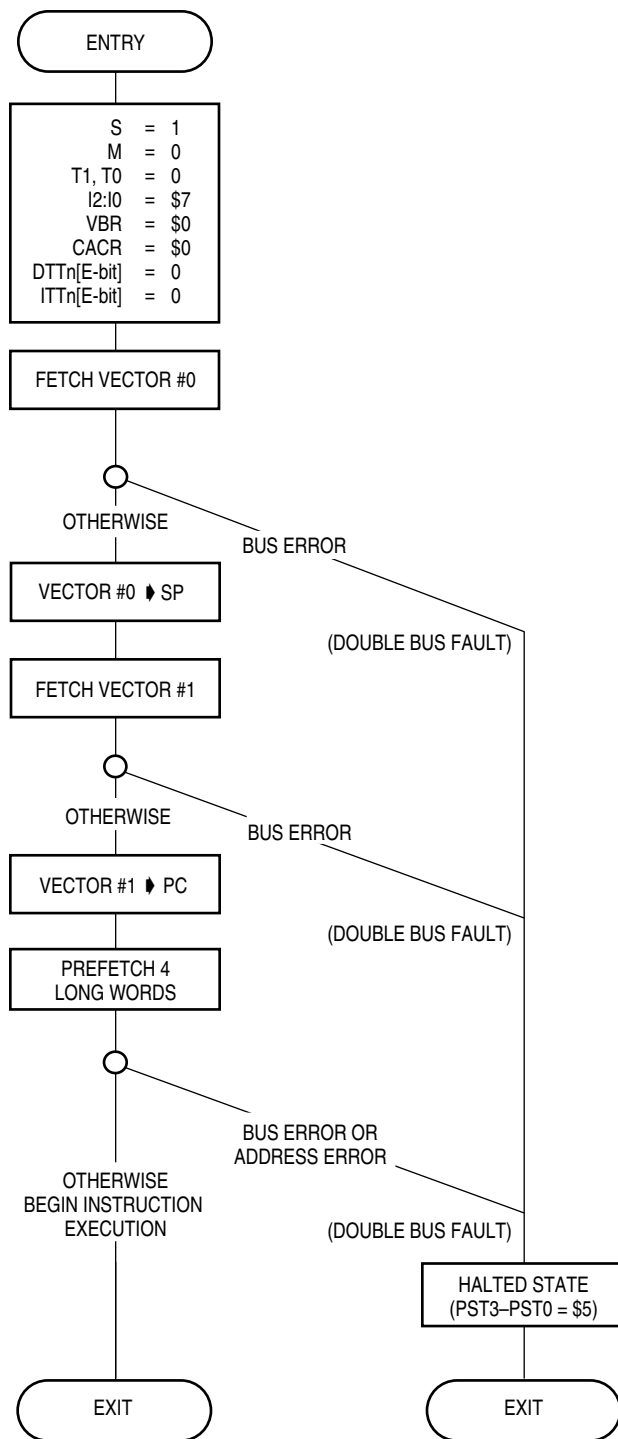 ENTRY
S = 1
M = 0
T1, T0 = 0
I2:I0 = $7
VBR = $0
CACR = $0
DTTn[E-bit] = 0
ITTn[E-bit] = 0
FETCH VECTOR #0
OTHERWISE
BUS ERROR
VECTOR #0 ➧ SP
(DOUBLE BUS FAULT)
FETCH VECTOR #1
OTHERWISE
BUS ERROR
VECTOR #1 ➧ PC
(DOUBLE BUS FAULT)
PREFETCH 4
LONG WORDS
BUS ERROR OR
ADDRESS ERROR
OTHERWISE
BEGIN INSTRUCTION
EXECUTION
(DOUBLE BUS FAULT)
HALTED STATE
(PST3–PST0 = $5)
EXIT
EXIT